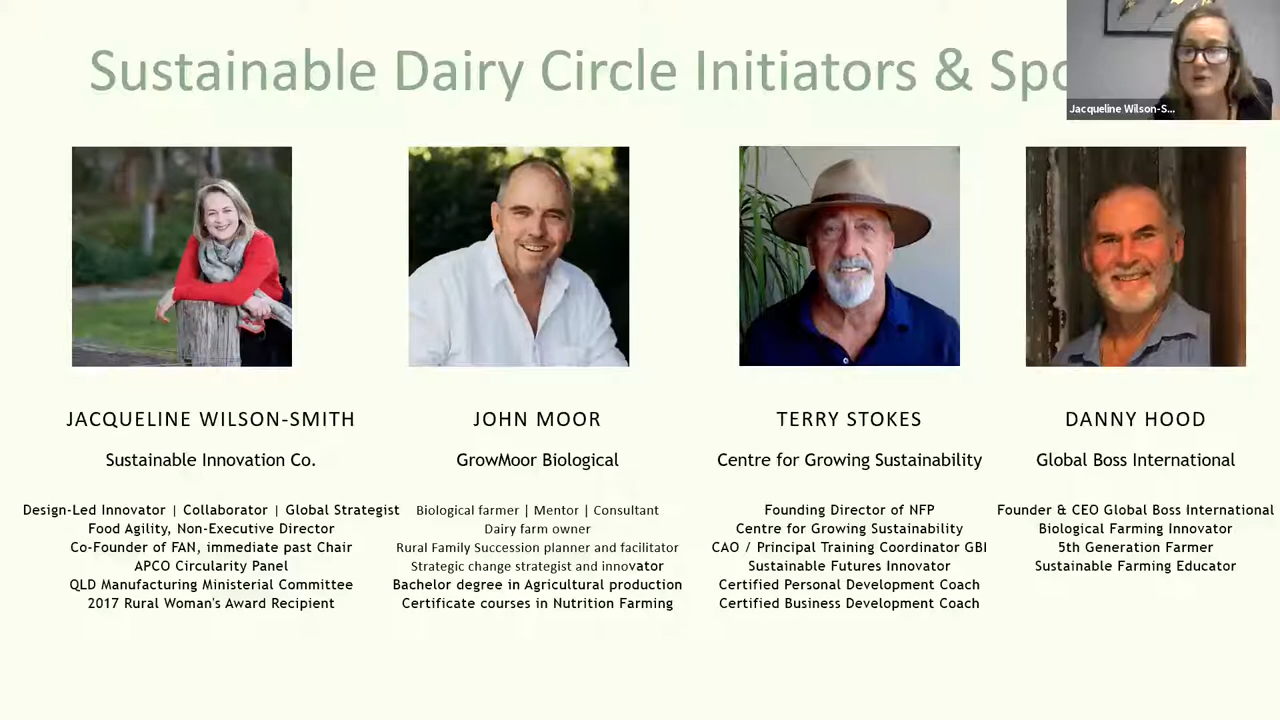 Sustainable Dairy Circle Initiators & Spo
Jacqueline Wilson-S...
JACQUELINE WILSON-SMITH
Sustainable Innovation Co.
Design-Led Innovator | Collaborator | Global Strategist
Food Agility, Non-Executive Director
Co-Founder of FAN, immediate past Chair
APCO Circularity Panel
QLD Manufacturing Ministerial Committee
2017 Rural Woman's Award Recipient
JOHN MOOR
GrowMoor Biological
Biological farmer | Mentor | Consultant
Dairy farm owner
Rural Family Succession planner and facilitator
Strategic change strategist and innovator
Bachelor degree in Agricultural production
Certificate courses in Nutrition Farming
TERRY STOKES
Centre for Growing Sustainability
Founding Director of NFP
Centre for Growing Sustainability
CAO / Principal Training Coordinator GBI
Sustainable Futures Innovator
Certified Personal Development Coach
Certified Business Development Coach
DANNY HOOD
Global Boss International
Founder & CEO Global Boss International
Biological Farming Innovator
5th Generation Farmer
Sustainable Farming Educator